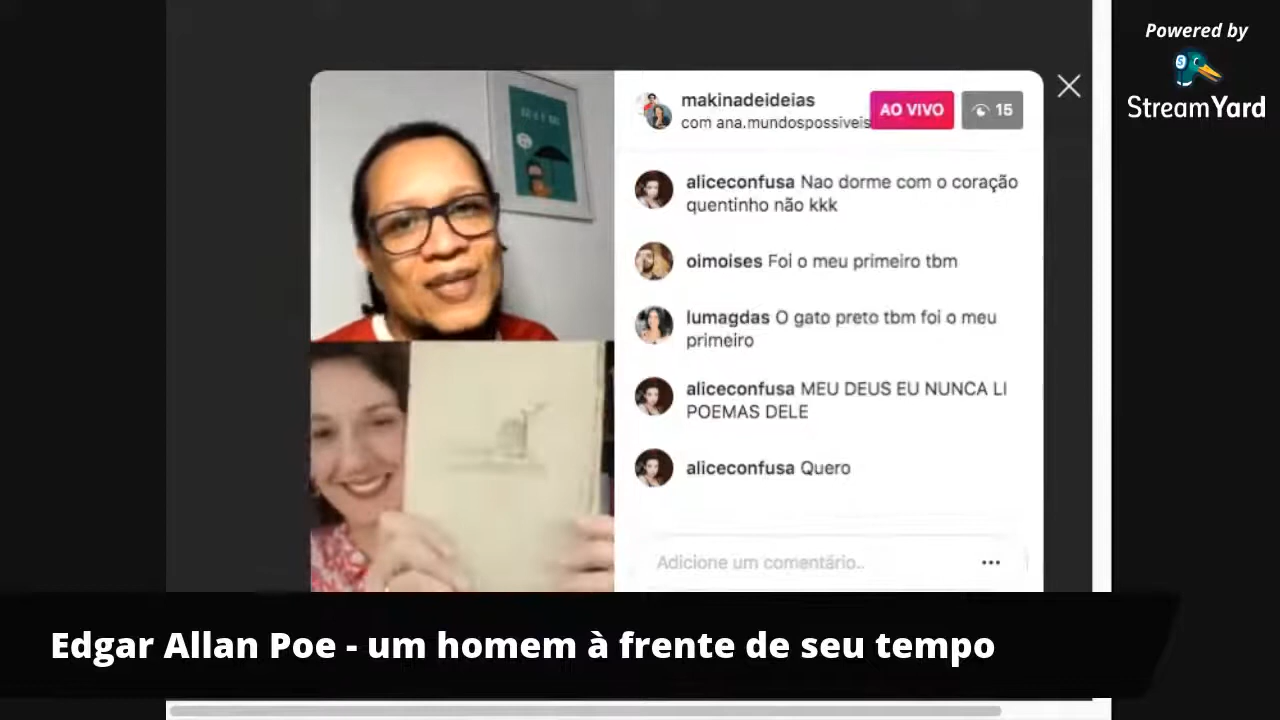 Powered by
StreamYard
makinadeideias
com ana.mundospossiveis
AO VIVO
15
aliceconfusa Nao dorme com o coração
quentinho não kkk
oimoises Foi o meu primeiro tbm
lumagdas O gato preto tbm foi o meu
primeiro
aliceconfusa MEU DEUS EU NUNCA LI
POEMAS DELE
aliceconfusa Quero
Adicione um comentário..
Edgar Allan Poe - um homem à frente de seu tempo